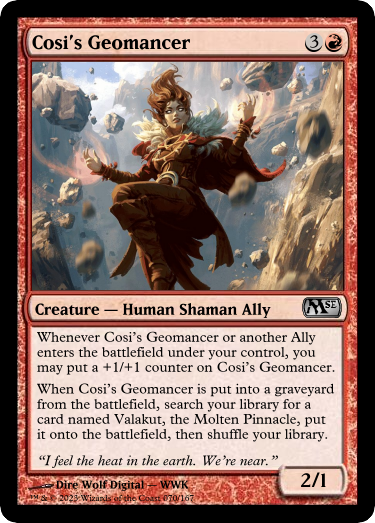 Cosi's Geomancer 3
Creature — Human Shaman Ally M SE
Whenever Cosi's Geomancer or another Ally
enters the battlefield under your control, you
may put a +1/+1 counter on Cosi's Geomancer.
When Cosi's Geomancer is put into a graveyard
from the battlefield, search your library for a
card named Valakut, the Molten Pinnacle, put
it onto the battlefield, then shuffle your library.
“I feel the heat in the earth. We're near.”
2/1
Dire Wolf Digital — WWK
™ & © 2023 Wizards of the Coast 070/167